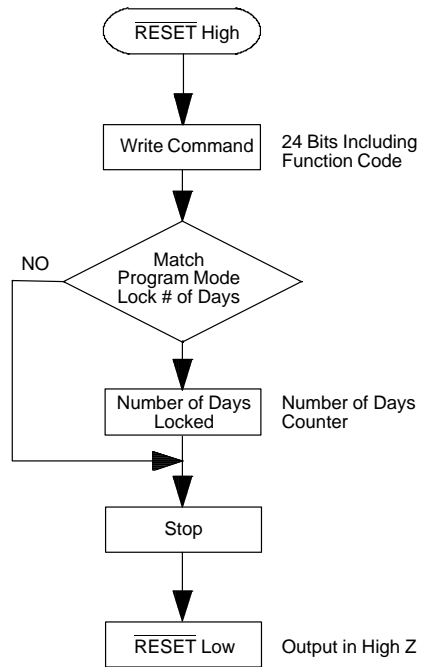 RESET High
Write Command
24 Bits Including
Function Code
NO
Match
Program Mode
Lock # of Days
Number of Days
Locked
Number of Days
Counter
Stop
RESET Low
Output in High Z